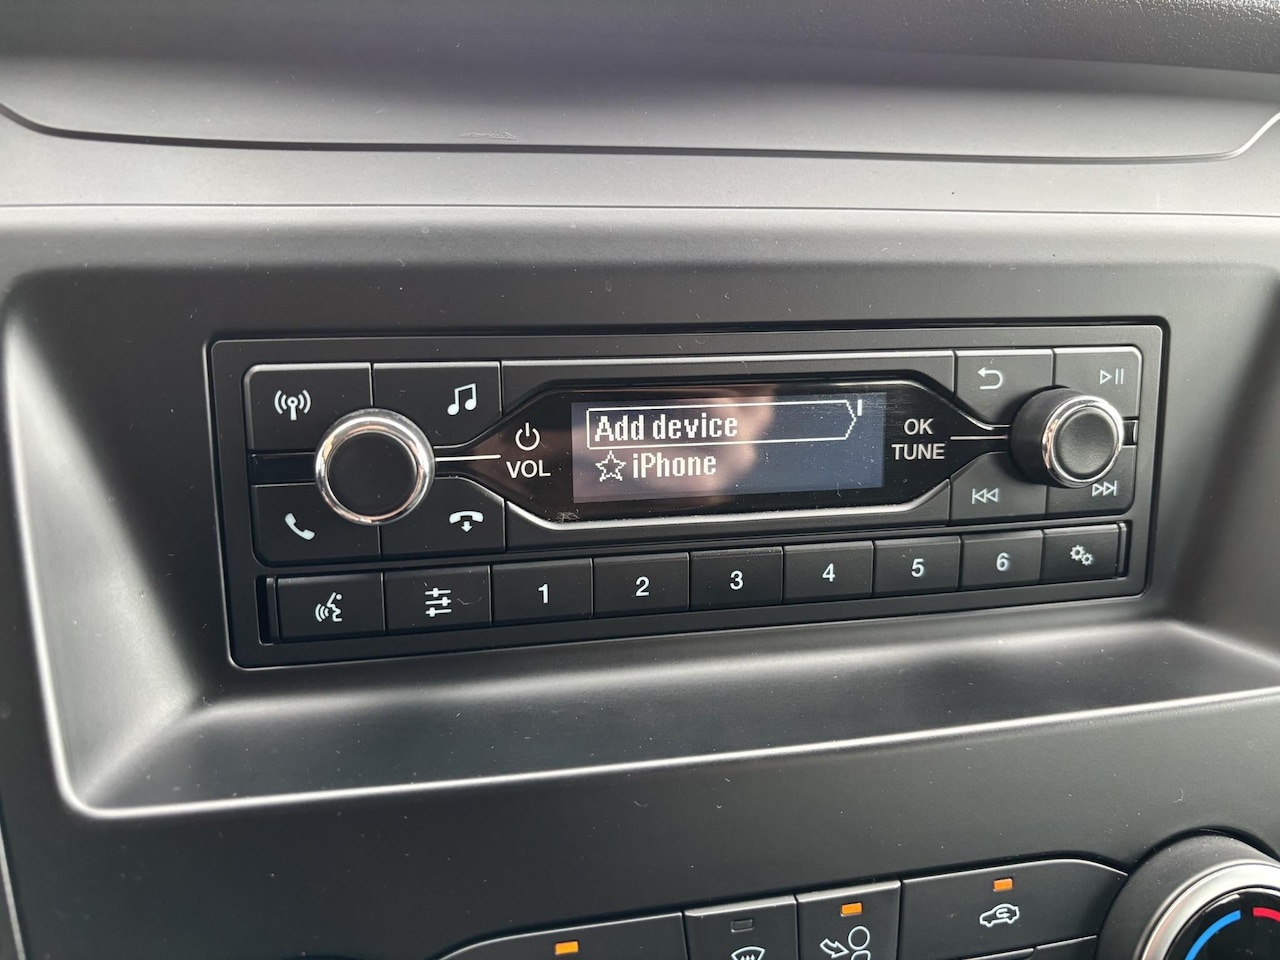 VOL
Add device
iPhone
OK
TUNE
1
2
3
4
5
6